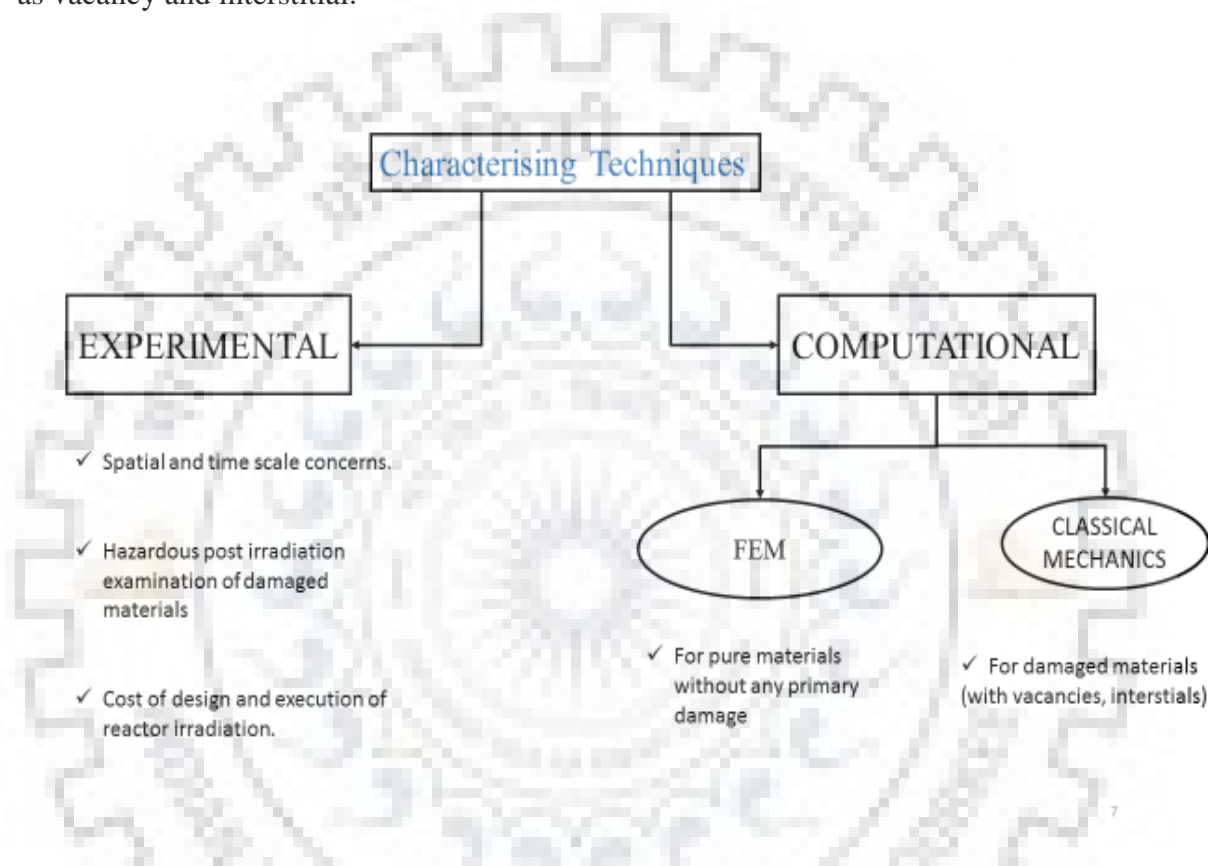 as vacancy and interstitial.
Characterising Techniques
EXPERIMENTAL
COMPUTATIONAL
✓ Spatial and time scale concerns.
✓ Hazardous post irradiation
examination of damaged
materials
✓ Cost of design and execution of
reactor irradiation.
FEM
CLASSICAL
MECHANICS
✓ For pure materials
without any primary
damage
✓ For damaged materials
(with vacancies, interstials)
7